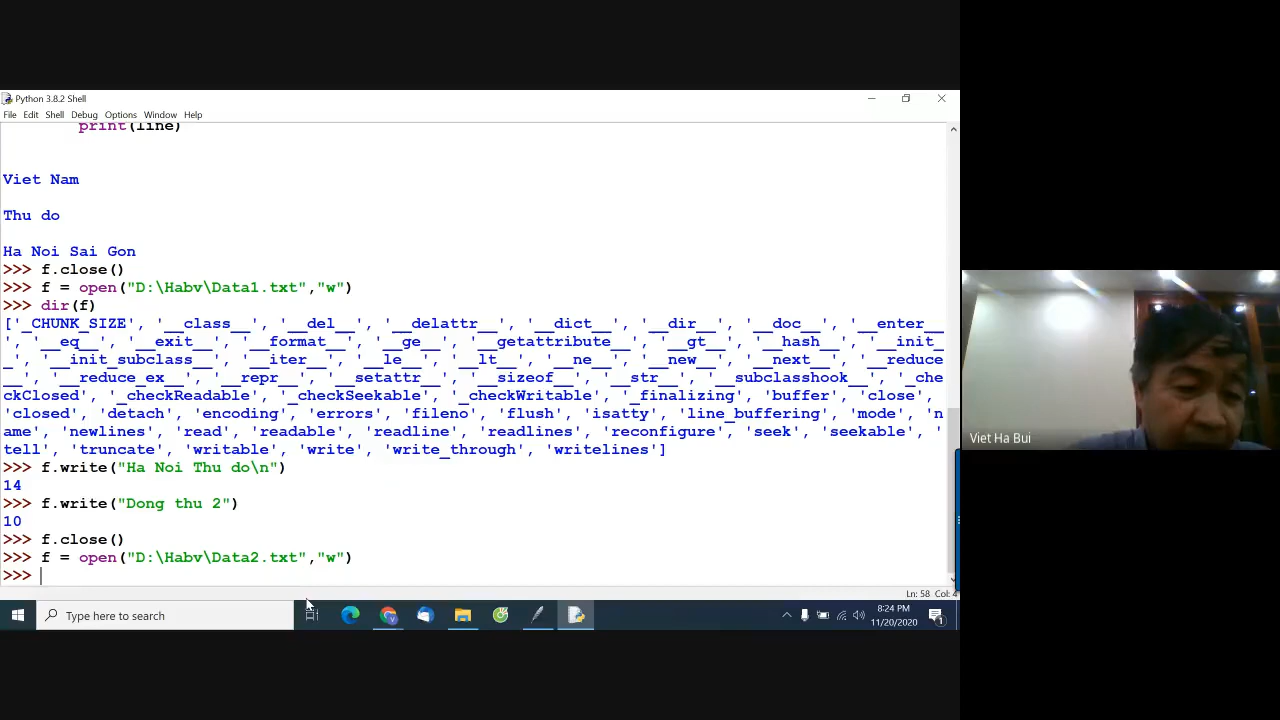 Python 3.8.2 Shell
File Edit Shell Debug Options Window Help
print(line)
Viet Nam
Thu do
Ha Noi Sai Gon
>>> f.close()
>>> f = open("D:\Habv\Data1.txt","w")
>>> dir(f)
['_CHUNK_SIZE', '__class__', '__del__', '__delattr__', '__dict__', '__dir__', '__doc__', '__enter__
', '__eq__', '__exit__', '__format__', '__ge__', '__getattribute__', '__gt__', '__hash__', '__init_
_', '__init_subclass__', '__iter__', '__le__', '__lt__', '__ne__', '__new__', '__next__', '__reduce
__', '__reduce_ex__', '__repr__', '__setattr__', '__sizeof__', '__str__', '__subclasshook__', '_che
ckClosed', '_checkReadable', '_checkSeekable', '_checkWritable', '_finalizing', 'buffer', 'close',
'closed', 'detach', 'encoding', 'errors', 'fileno', 'flush', 'isatty', 'line_buffering', 'mode', 'n
ame', 'newlines', 'read', 'readable', 'readline', 'readlines', 'reconfigure', 'seek', 'seekable', '
tell', 'truncate', 'writable', 'write', 'write_through', 'writelines']
>>> f.write("Ha Noi Thu do\n")
14
>>> f.write("Dong thu 2")
10
>>> f.close()
>>> f = open("D:\Habv\Data2.txt","w")
>>>
Ln: 58 Col: 4
Type here to search
8:24 PM
11/20/2020
1
Viet Ha Bui